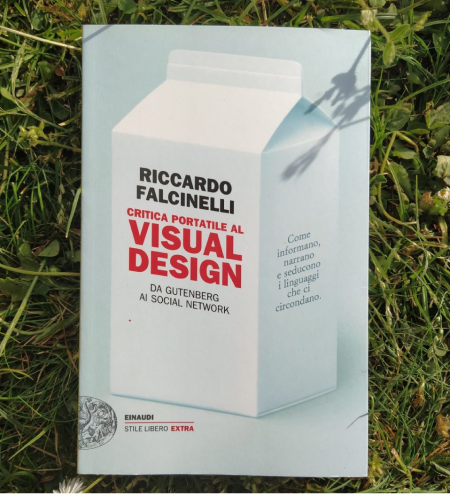 RICCARDO
FALCINELLI
CRITICA PORTATILE AL
VISUAL
DESIGN
DA GUTENBERG
AI SOCIAL NETWORK
Come
informano,
narrano
e seducono
i linguaggi
che ci
circondano.
EINAUDI
STILE LIBERO EXTRA